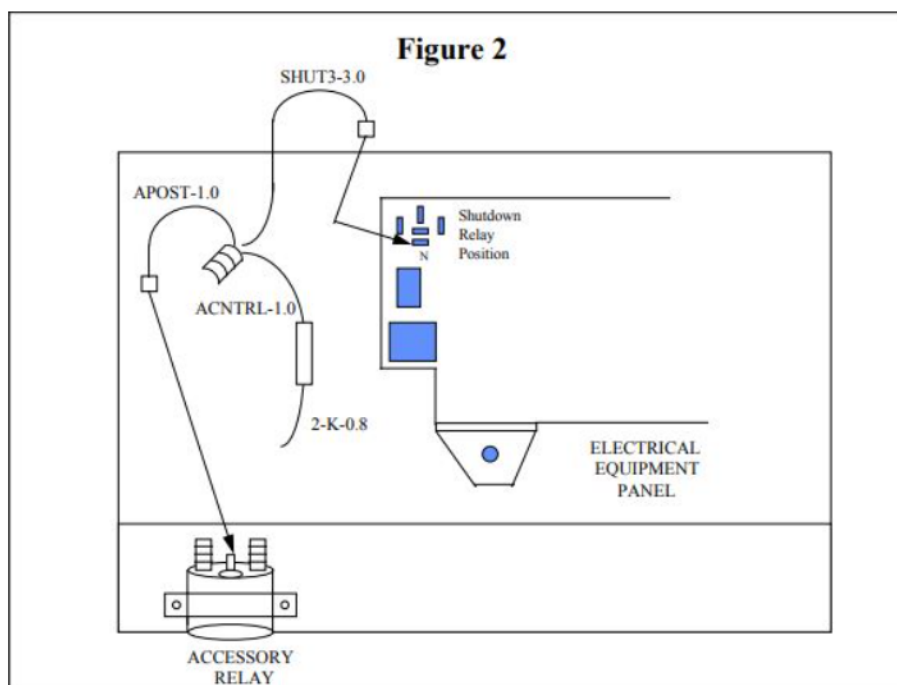 Figure 2
SHUT3-3.0
APOST-1.0
Shutdown
Relay
Position
N
ACNTRL-1.0
2-K-0.8
ELECTRICAL
EQUIPMENT
PANEL
ACCESSORY
RELAY